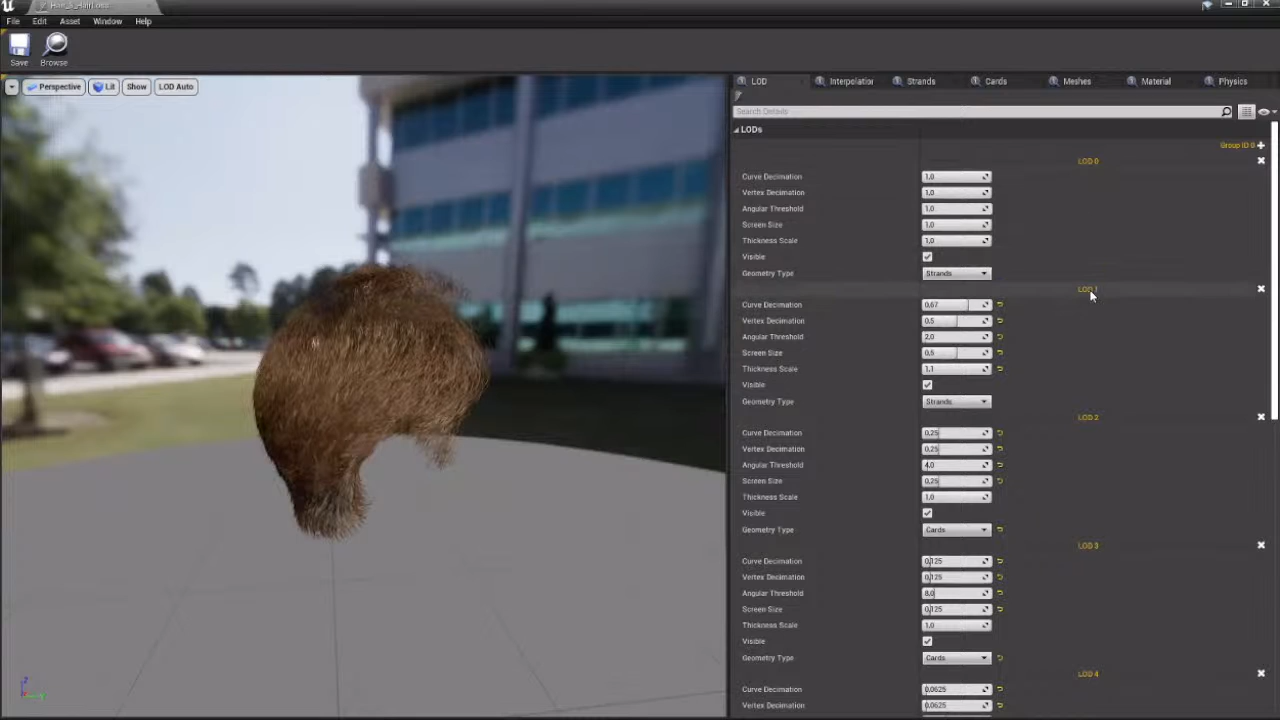 Hair_S_HairLoss
File Edit Asset Window Help
Save Browse
Perspective Lit Show LOD Auto
LOD Interpolation Strands Cards Meshes Material Physics
Search Details
LODs
Group ID 0
LOD 0
Curve Decimation 1,0
Vertex Decimation 1,0
Angular Threshold 1,0
Screen Size 1,0
Thickness Scale 1,0
Visible
Geometry Type Strands
LOD 1
Curve Decimation 0,67
Vertex Decimation 0,5
Angular Threshold 2,0
Screen Size 0,5
Thickness Scale 1,1
Visible
Geometry Type Strands
LOD 2
Curve Decimation 0,25
Vertex Decimation 0,25
Angular Threshold 4,0
Screen Size 0,25
Thickness Scale 1,0
Visible
Geometry Type Cards
LOD 3
Curve Decimation 0,125
Vertex Decimation 0,125
Angular Threshold 8,0
Screen Size 0,125
Thickness Scale 1,0
Visible
Geometry Type Cards
LOD 4
Curve Decimation 0,0625
Vertex Decimation 0,0625